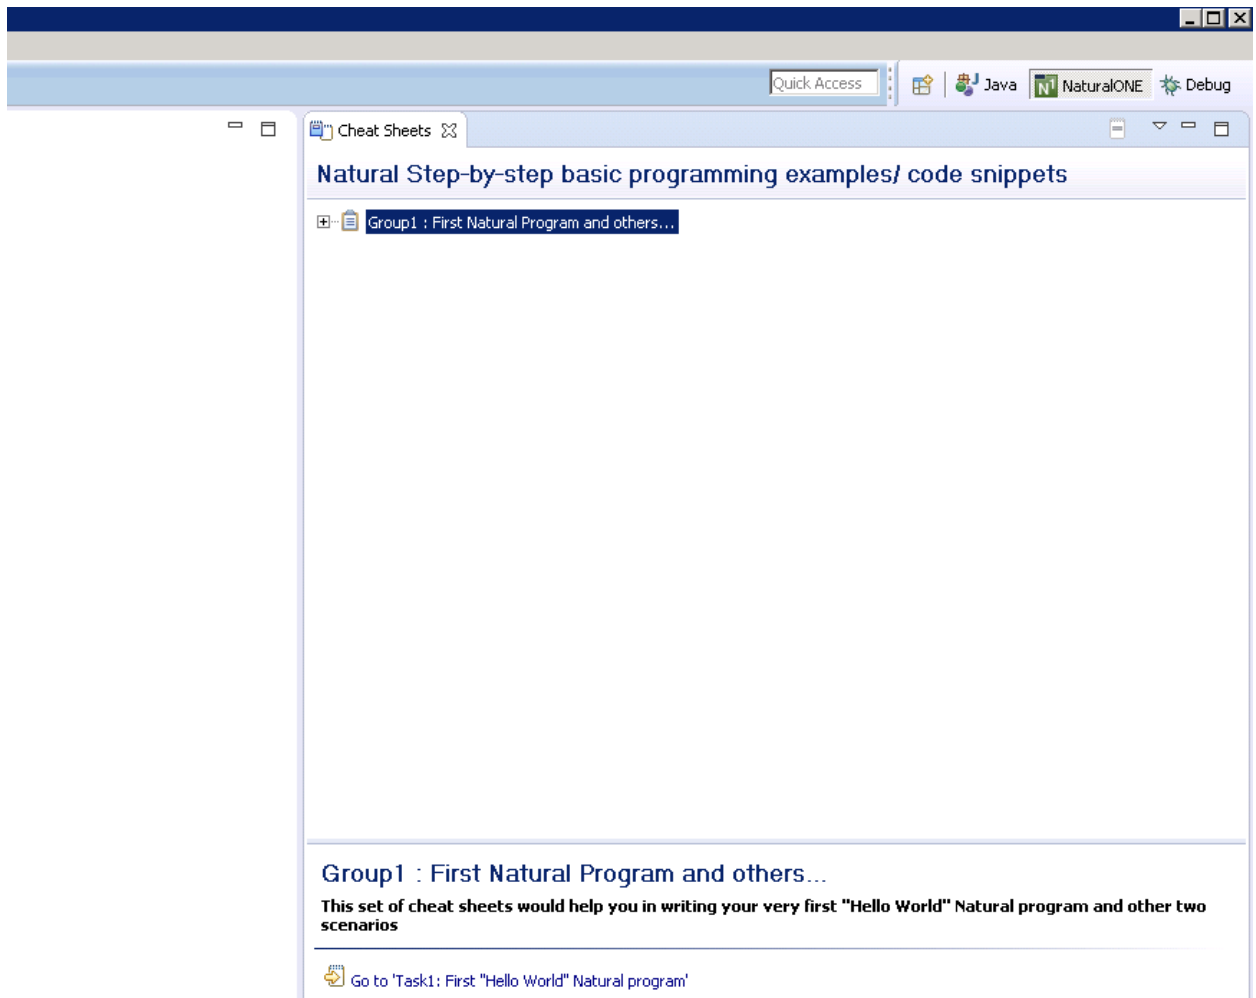 Quick Access
Java
N1 NaturalONE
Debug
Cheat Sheets
Natural Step-by-step basic programming examples/ code snippets
Group1 : First Natural Program and others...
Group1 : First Natural Program and others...
This set of cheat sheets would help you in writing your very first "Hello World" Natural program and other two
scenarios
Go to 'Task1: First "Hello World" Natural program'